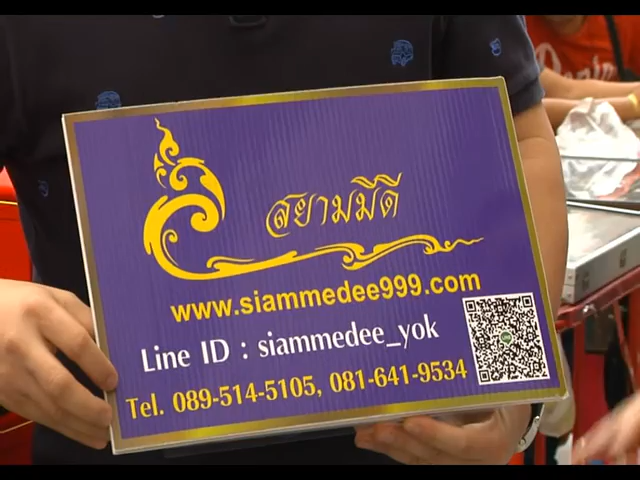 สยามมีดี
www.siammedee999.com
Line ID : siammedee_yok
Tel. 089-514-5105, 081-641-9534